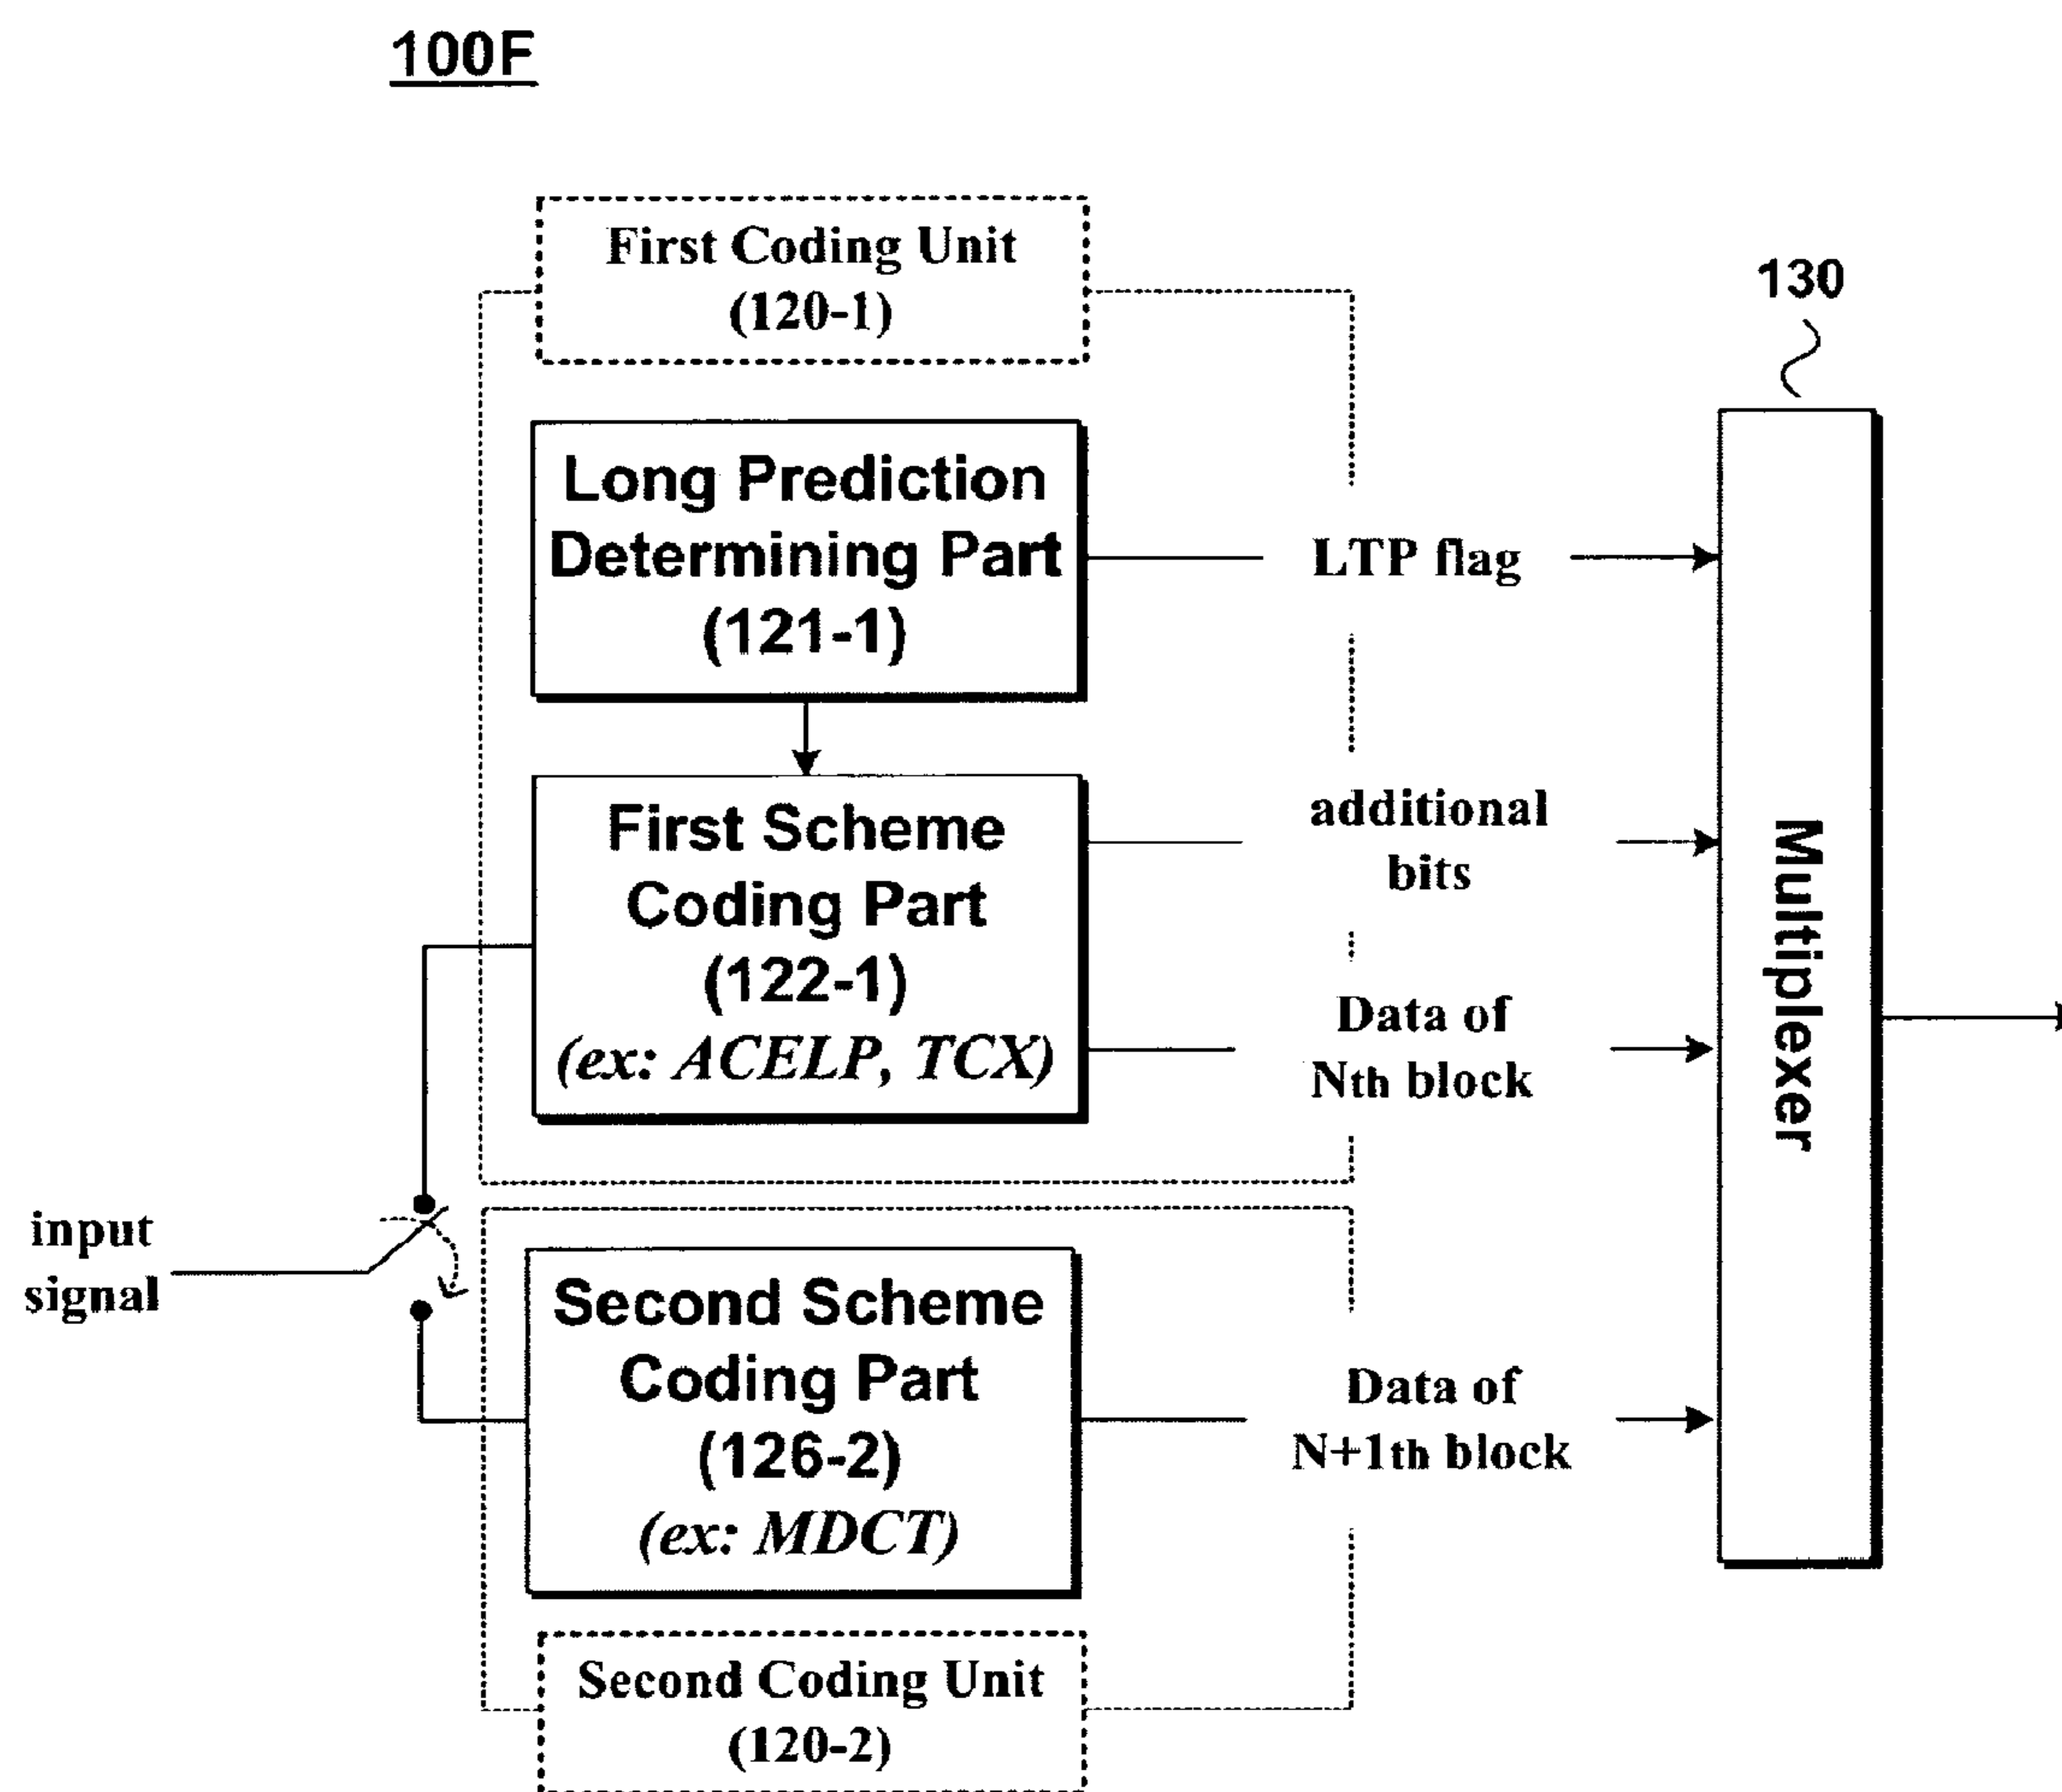 100F
First Coding Unit
(120-1)
130
Long Prediction
Determining Part
(121-1)
LTP flag
First Scheme
Coding Part
(122-1)
(ex: ACELP, TCX)
additional
bits
Data of
Nth block
Multiplexer
input
signal
Second Scheme
Coding Part
(126-2)
(ex: MDCT)
Data of
N+1th block
Second Coding Unit
(120-2)